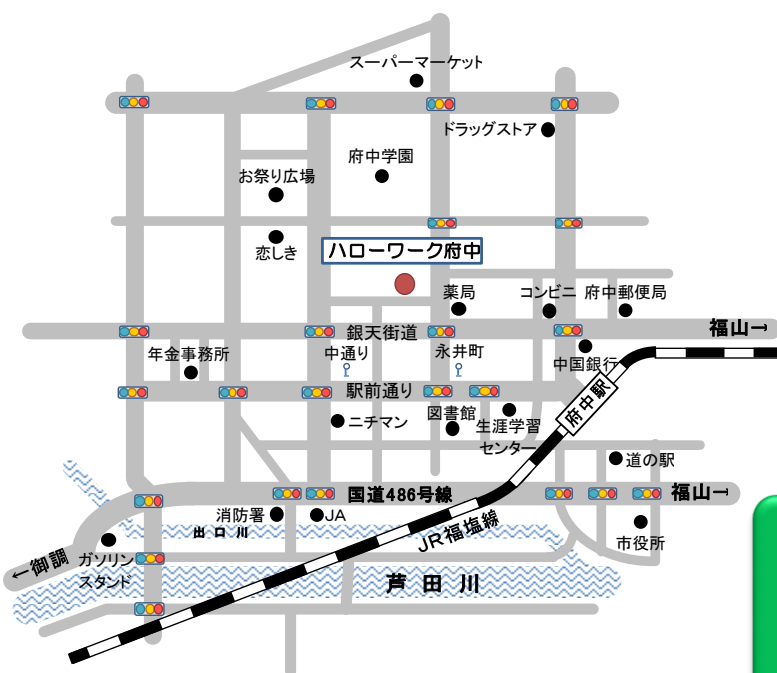 スーパーマーケット
ドラッグストア
府中学園
お祭り広場
恋しき
ハローワーク府中
薬局
コンビニ
府中郵便局
銀天街道
福山→
年金事務所
中通り
永井町
中国銀行
駅前通り
府中駅
ニチマン
図書館
生涯学習
センター
道の駅
国道486号線
福山→
消防署
JA
出口川
JR福塩線
市役所
←御調
ガソリン
スタンド
芦田川